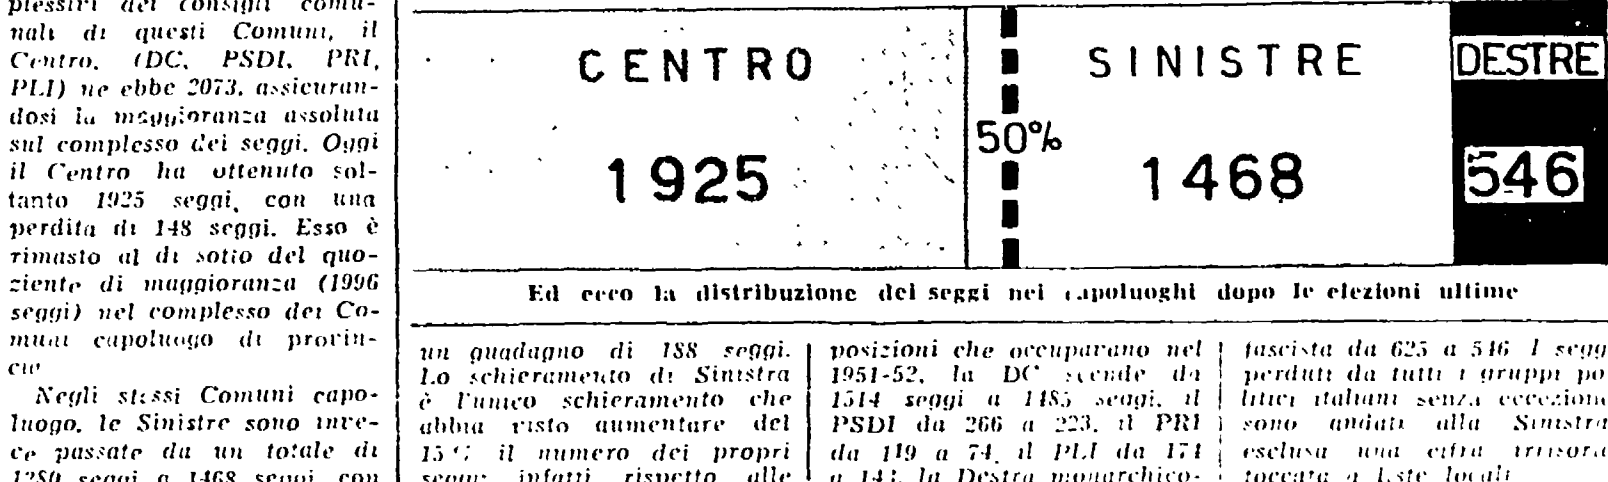 plessivi dei consigli comu-
nali di questi Comuni, il
Centro, (DC, PSDI, PRI,
PLI) ne ebbe 2073, assicuran-
dosi la maggioranza assoluta
sul complesso dei seggi. Oggi
il Centro ha ottenuto sol-
tanto 1925 seggi, con una
perdita di 148 seggi. Esso è
rimasto al di sotto del quo-
ziente di maggioranza (1996
seggi) nel complesso dei Co-
muni capoluogo di provin-
cie
Negli stessi Comuni capo-
luogo, le Sinistre sono inve-
ce passate da un totale di
1280 seggi a 1468 seggi, con
CENTRO
1925
50%
SINISTRE
1468
DESTRE
546
Ed ecco la distribuzione dei seggi nei capoluoghi dopo le elezioni ultime
un guadagno di 188 seggi.
Lo schieramento di Sinistra
è l'unico schieramento che
abbia visto aumentare del
15% il numero dei propri
seggi: infatti rispetto alle
posizioni che occupavano nel
1951-52, la DC scende da
1514 seggi a 1485 seggi, il
PSDI da 266 a 223, il PRI
da 119 a 74, il PLI da 174
a 143, la Destra monarchico-
fascista da 625 a 546 I segg
perduti da tutti i gruppi po
litici italiani senza eccezione
sono andati alla Sinistra
esclusa una cifra irrisoria
toccata a liste locali